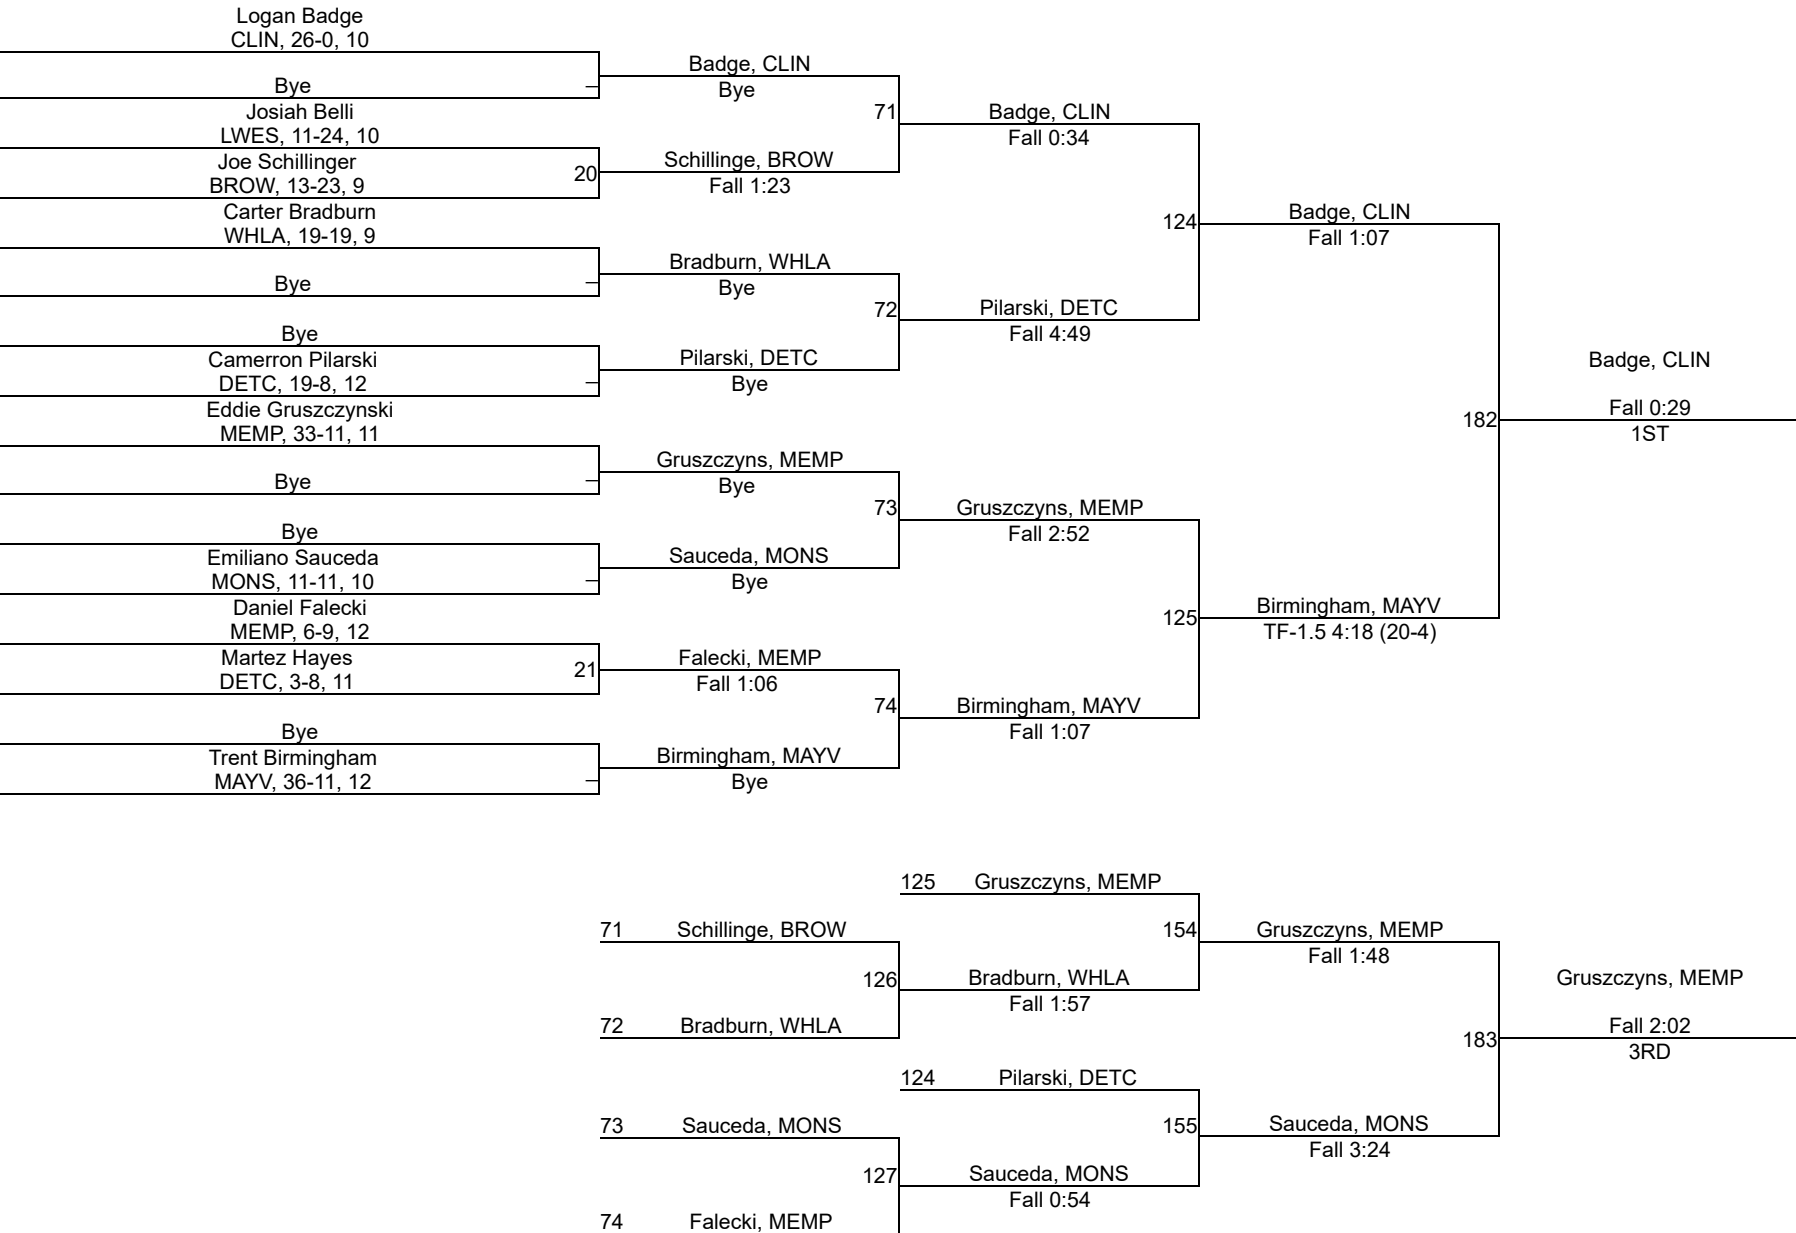 Logan Badge
CLIN, 26-0, 10
Bye
Josiah Belli
LWES, 11-24, 10
Joe Schillinger
BROW, 13-23, 9
20
Carter Bradburn
WHLA, 19-19, 9
Bye
Bye
Camerron Pilarski
DETC, 19-8, 12
Eddie Gruszczynski
MEMP, 33-11, 11
Bye
Bye
Emiliano Sauceda
MONS, 11-11, 10
Daniel Falecki
MEMP, 6-9, 12
Martez Hayes
DETC, 3-8, 11
21
Bye
Trent Birmingham
MAYV, 36-11, 12
Badge, CLIN
Bye
71
Schillinge, BROW
Fall 1:23
Bradburn, WHLA
Bye
72
Pilarski, DETC
Bye
Gruszczyns, MEMP
Bye
73
Sauceda, MONS
Bye
Falecki, MEMP
Fall 1:06
74
Birmingham, MAYV
Bye
Badge, CLIN
Fall 0:34
124
Pilarski, DETC
Fall 4:49
Gruszczyns, MEMP
Fall 2:52
125
Birmingham, MAYV
Fall 1:07
Badge, CLIN
Fall 1:07
182
Birmingham, MAYV
TF-1.5 4:18 (20-4)
Badge, CLIN
Fall 0:29
1ST
125 Gruszczyns, MEMP
71 Schillinge, BROW
126
72 Bradburn, WHLA
Bradburn, WHLA
Fall 1:57
154
Gruszczyns, MEMP
Fall 1:48
124 Pilarski, DETC
73 Sauceda, MONS
127
74 Falecki, MEMP
Sauceda, MONS
Fall 0:54
155
Sauceda, MONS
Fall 3:24
183
Gruszczyns, MEMP
Fall 2:02
3RD